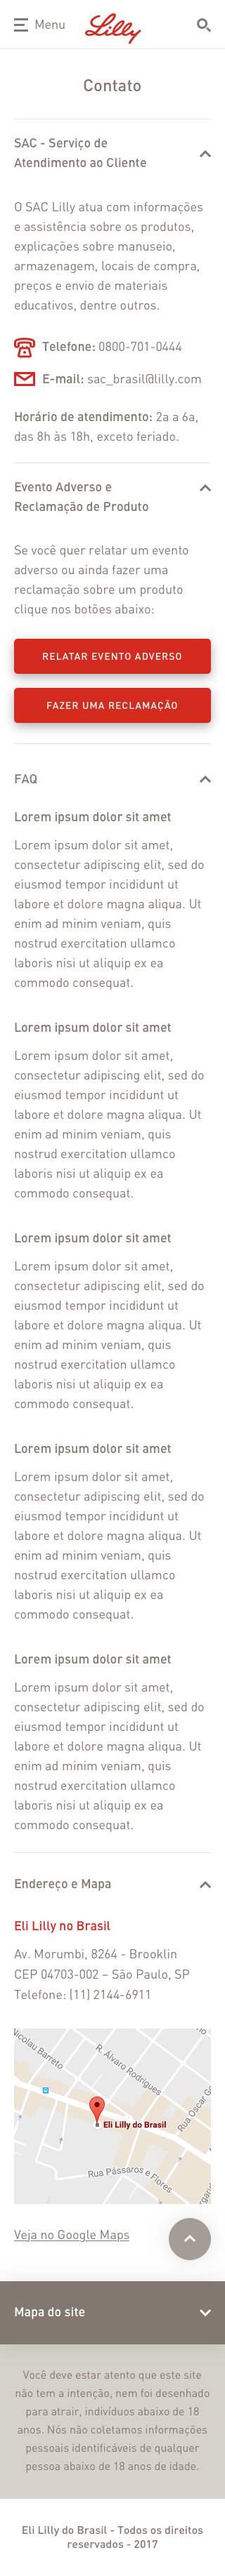 Menu
Lilly
Contato
SAC - Serviço de
Atendimento ao Cliente
O SAC Lilly atua com informações
e assistência sobre os produtos,
explicações sobre manuseio,
armazenagem, locais de compra,
preços e envio de materiais
educativos, dentre outros.
Telefone: 0800-701-0444
E-mail: sac_brasil@lilly.com
Horário de atendimento: 2a a 6a,
das 8h às 18h, exceto feriado.
Evento Adverso e
Reclamação de Produto
Se você quer relatar um evento
adverso ou ainda fazer uma
reclamação sobre um produto
clique nos botões abaixo:
RELATAR EVENTO ADVERSO
FAZER UMA RECLAMAÇÃO
FAQ
Lorem ipsum dolor sit amet
Lorem ipsum dolor sit amet,
consectetur adipiscing elit, sed do
eiusmod tempor incididunt ut
labore et dolore magna aliqua. Ut
enim ad minim veniam, quis
nostrud exercitation ullamco
laboris nisi ut aliquip ex ea
commodo consequat.
Lorem ipsum dolor sit amet
Lorem ipsum dolor sit amet,
consectetur adipiscing elit, sed do
eiusmod tempor incididunt ut
labore et dolore magna aliqua. Ut
enim ad minim veniam, quis
nostrud exercitation ullamco
laboris nisi ut aliquip ex ea
commodo consequat.
Lorem ipsum dolor sit amet
Lorem ipsum dolor sit amet,
consectetur adipiscing elit, sed do
eiusmod tempor incididunt ut
labore et dolore magna aliqua. Ut
enim ad minim veniam, quis
nostrud exercitation ullamco
laboris nisi ut aliquip ex ea
commodo consequat.
Lorem ipsum dolor sit amet
Lorem ipsum dolor sit amet,
consectetur adipiscing elit, sed do
eiusmod tempor incididunt ut
labore et dolore magna aliqua. Ut
enim ad minim veniam, quis
nostrud exercitation ullamco
laboris nisi ut aliquip ex ea
commodo consequat.
Lorem ipsum dolor sit amet
Lorem ipsum dolor sit amet,
consectetur adipiscing elit, sed do
eiusmod tempor incididunt ut
labore et dolore magna aliqua. Ut
enim ad minim veniam, quis
nostrud exercitation ullamco
laboris nisi ut aliquip ex ea
commodo consequat.
Endereço e Mapa
Eli Lilly no Brasil
Av. Morumbi, 8264 - Brooklin
CEP 04703-002 – São Paulo, SP
Telefone: (11) 2144-6911
Barreto
R. Álvaro Rodrigues
Rua Oscar
Eli Lilly do Brasil
Rua Pássaros e Flores
Veja no Google Maps
Mapa do site
Você deve estar atento que este site
não tem a intenção, nem foi desenhado
para atrair, indivíduos abaixo de 18
anos. Nós não coletamos informações
pessoais identificáveis de qualquer
pessoa abaixo de 18 anos de idade.
Eli Lilly do Brasil - Todos os direitos
reservados - 2017